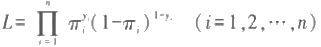 L = ∏_{i=1}^{n} π_i^{y_i} (1-π_i)^{1-y_i} (i=1,2,⋯,n)